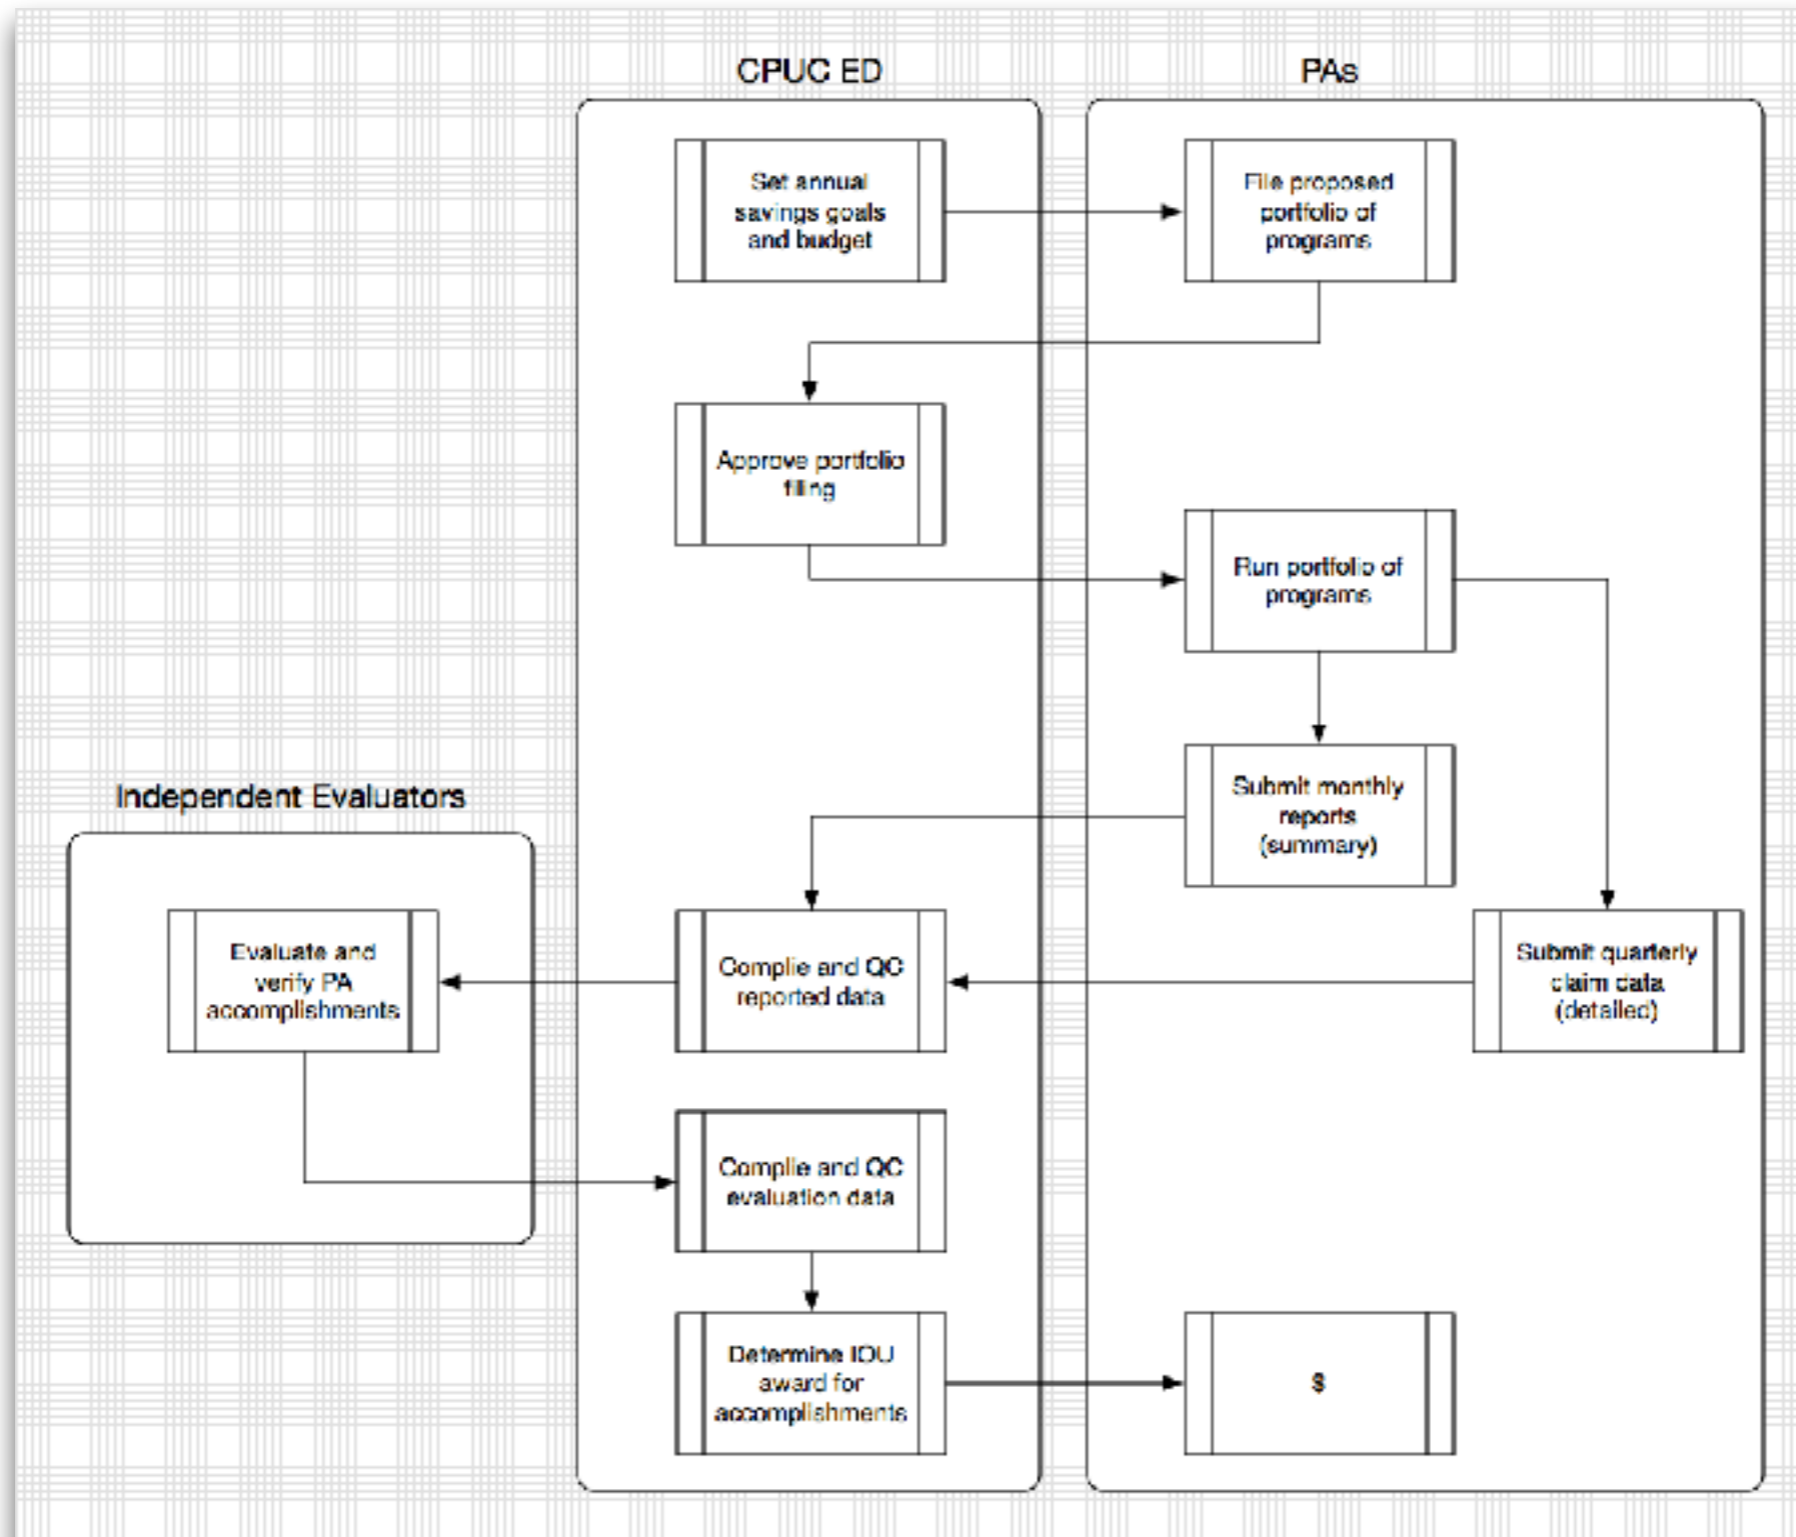 CPUC ED
PAs
Set annual
savings goals
and budget
File proposed
portfolio of
programs
Approve portfolio
filing
Run portfolio of
programs
Submit monthly
reports
(summary)
Independent Evaluators
Evaluate and
verify PA
accomplishments
Complie and QC
reported data
Submit quarterly
claim data
(detailed)
Complie and QC
evaluation data
Determine IOU
award for
accomplishments
$